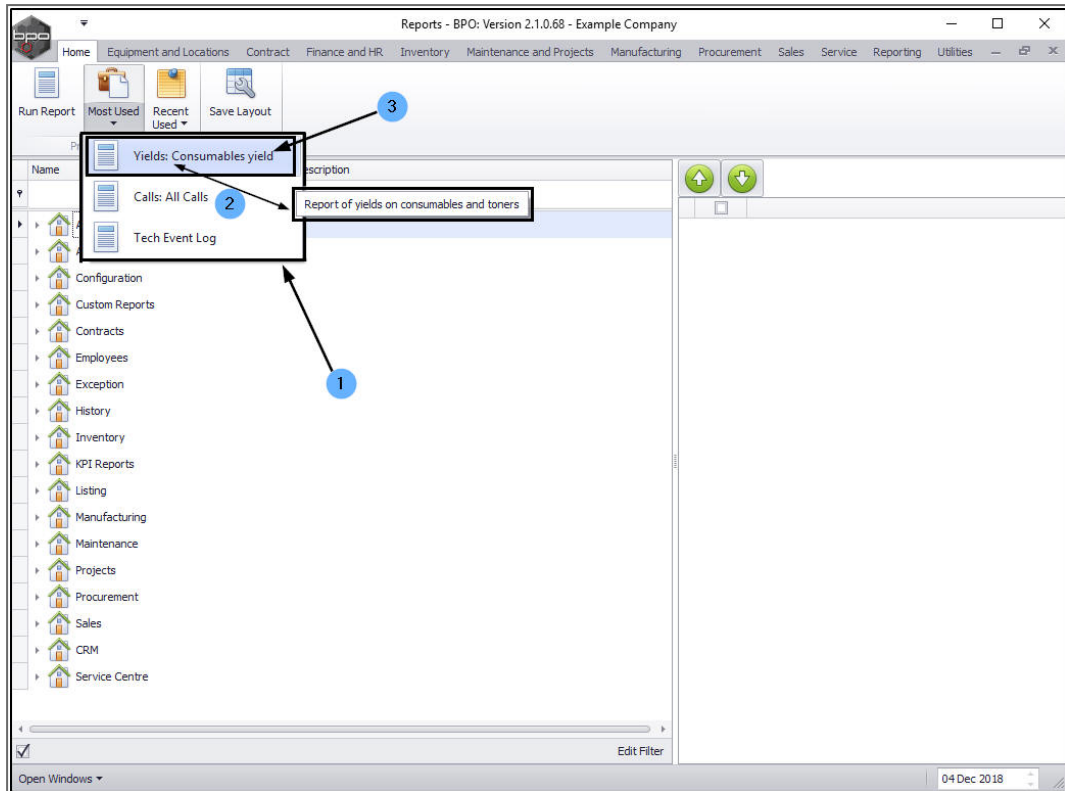 bpo
Reports - BPO: Version 2.1.0.68 - Example Company
Home Equipment and Locations Contract Finance and HR Inventory Maintenance and Projects Manufacturing Procurement Sales Service Reporting Utilities
Run Report Most Used Recent Used Save Layout
3
Yields: Consumables yield
Name
Calls: All Calls
2
Report of yields on consumables and toners
Tech Event Log
1
Configuration
Custom Reports
Contracts
Employees
Exception
History
Inventory
KPI Reports
Listing
Manufacturing
Maintenance
Projects
Procurement
Sales
CRM
Service Centre
Edit Filter
Open Windows
04 Dec 2018